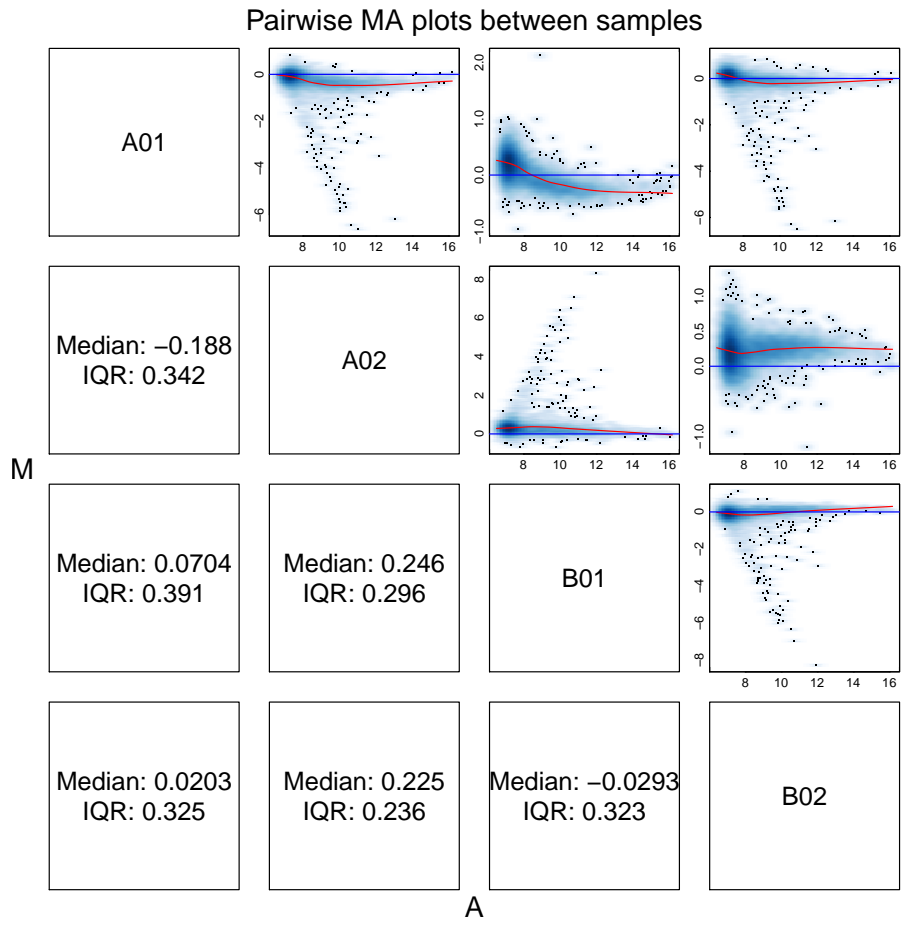 Pairwise MA plots between samples
A01
0
−2
−4
−6
8 10 12 14 16
2.0
1.0
0.0
−1.0
8 10 12 14 16
0
−2
−4
−6
8 10 12 14 16
Median: −0.188
IQR: 0.342
A02
8
6
4
2
0
8 10 12 14 16
1.0
0.5
0.0
−1.0
8 10 12 14 16
M
Median: 0.0704
IQR: 0.391
Median: 0.246
IQR: 0.296
B01
0
−2
−4
−6
−8
8 10 12 14 16
Median: 0.0203
IQR: 0.325
Median: 0.225
IQR: 0.236
Median: −0.0293
IQR: 0.323
B02
A